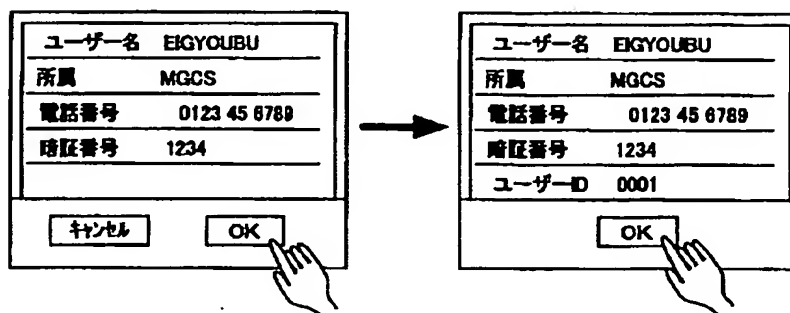 ユーザー名 EIGYOUBU
所属 MGCS
電話番号 0123 45 6789
暗証番号 1234
キャンセル OK
ユーザー名 EIGYOUBU
所属 MGCS
電話番号 0123 45 6789
暗証番号 1234
ユーザーID 0001
OK